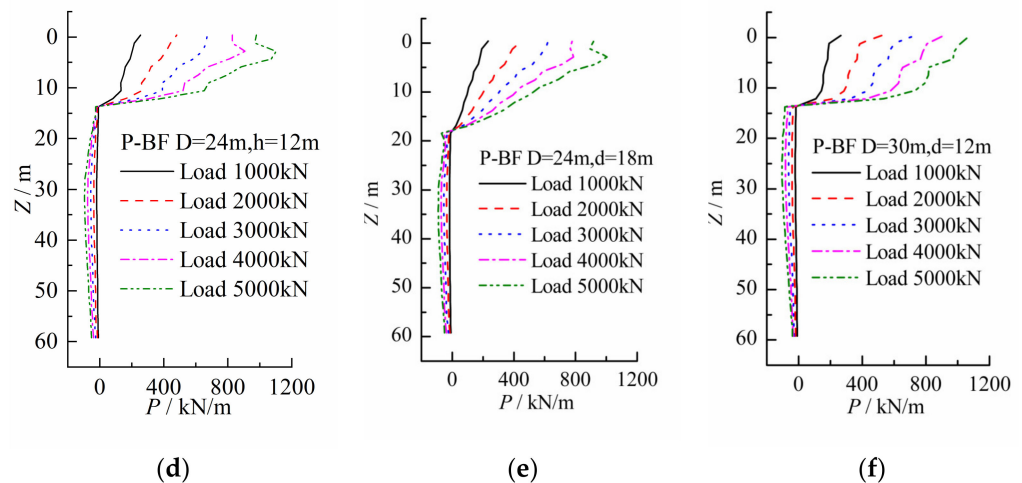 0
10
20
30
40
50
60
Z / m
P-BF D=24m,h=12m
Load 1000kN
Load 2000kN
Load 3000kN
Load 4000kN
Load 5000kN
0 400 800 1200
P / kN/m
(d)
0
10
20
30
40
50
60
Z / m
P-BF D=24m,d=18m
Load 1000kN
Load 2000kN
Load 3000kN
Load 4000kN
Load 5000kN
0 400 800 1200
P / kN/m
(e)
0
10
20
30
40
50
60
Z / m
P-BF D=30m,d=12m
Load 1000kN
Load 2000kN
Load 3000kN
Load 4000kN
Load 5000kN
0 400 800 1200
P / kN/m
(f)